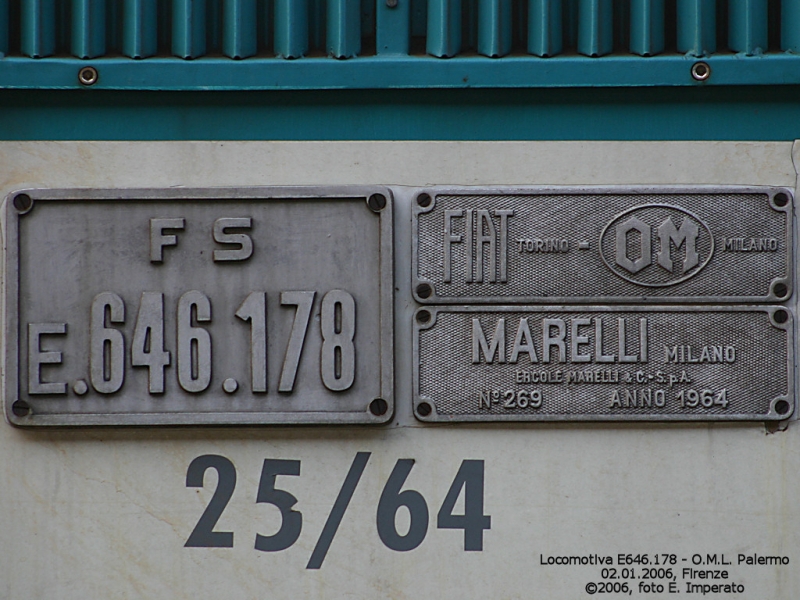 FS
E.646.178
FIAT TORINO - OM MILANO
MARELLI MILANO
ERCOLE MARELLI & C.-S.p.A.
Nº 269 ANNO 1964
25/64
Locomotiva E646.178 - O.M.L. Palermo
02.01.2006, Firenze
©2006, foto E. Imperato